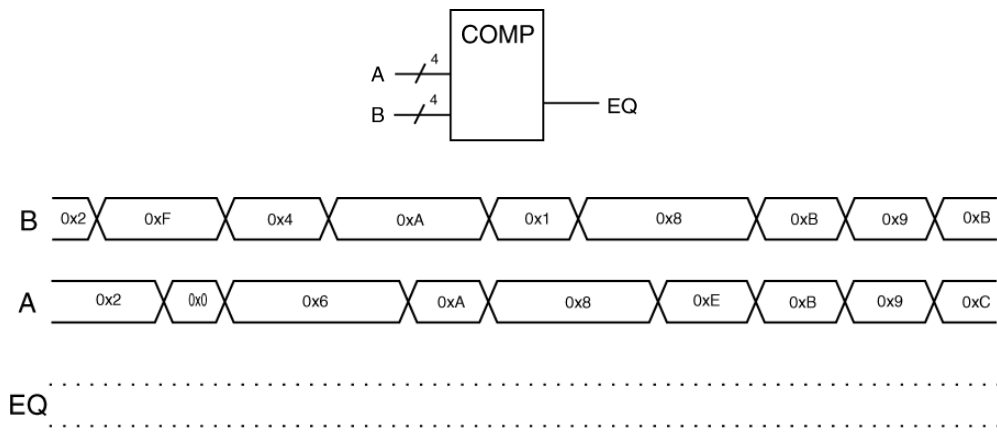 COMP
A 4
B 4
EQ
B 0x2 0xF 0x4 0xA 0x1 0x8 0xB 0x9 0xB
A 0x2 0x0 0x6 0xA 0x8 0xE 0xB 0x9 0xC
EQ